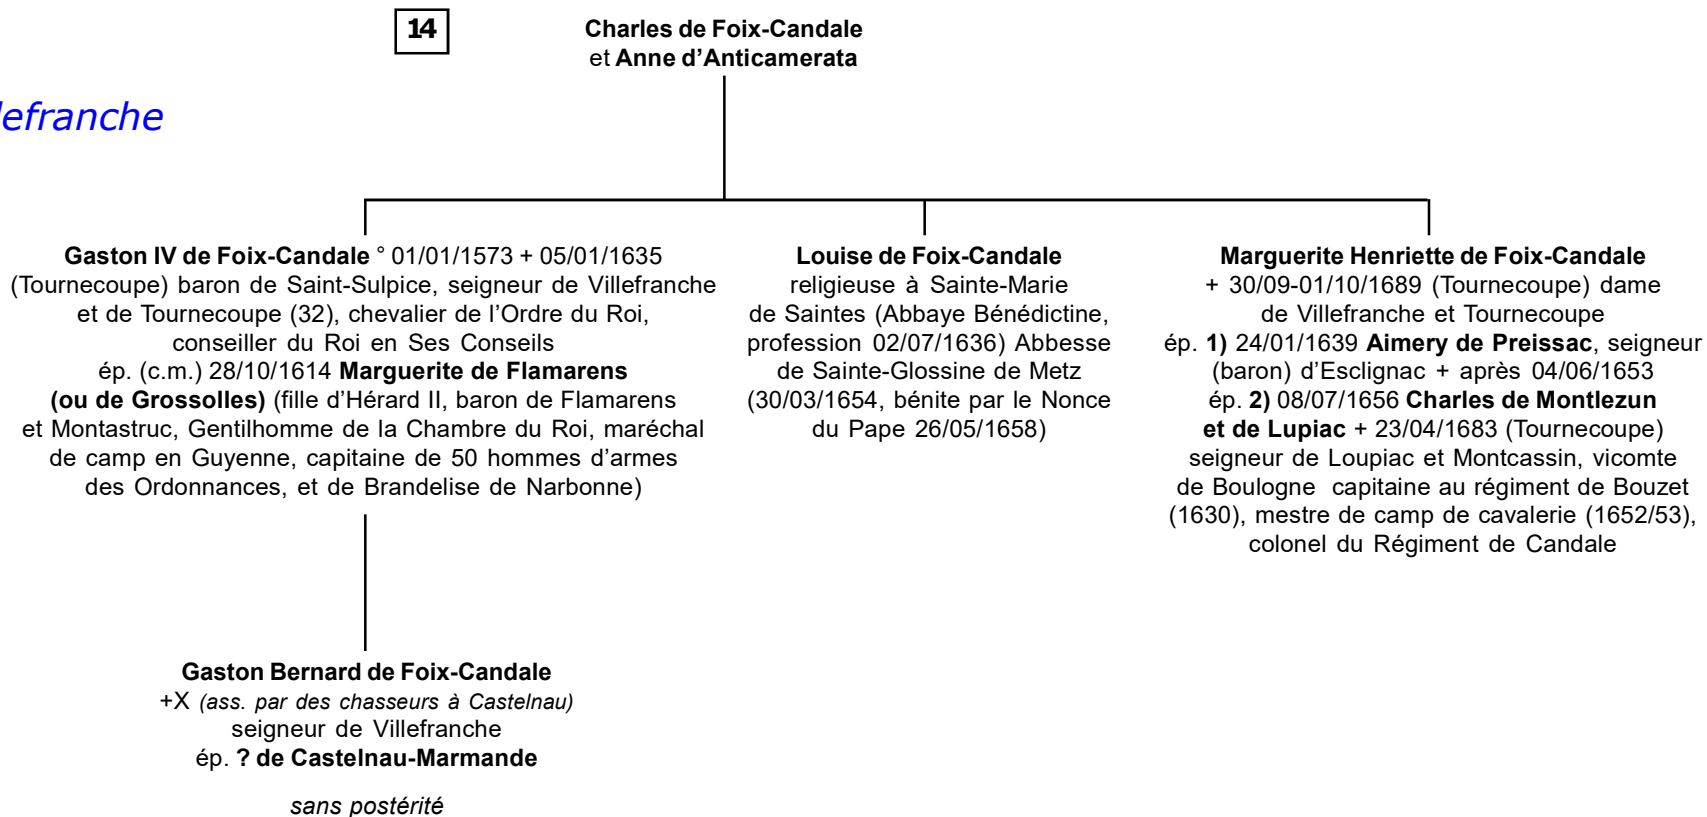 14
Charles de Foix-Candale
et Anne d’Anticamerata
lefranche
Gaston IV de Foix-Candale ° 01/01/1573 + 05/01/1635
(Tournecoupe) baron de Saint-Sulpice, seigneur de Villefranche
et de Tournecoupe (32), chevalier de l’Ordre du Roi,
conseiller du Roi en Ses Conseils
ép. (c.m.) 28/10/1614 Marguerite de Flamarens
(ou de Grossolles) (fille d’Hérard II, baron de Flamarens
et Montastruc, Gentilhomme de la Chambre du Roi, maréchal
de camp en Guyenne, capitaine de 50 hommes d’armes
des Ordonnances, et de Brandelise de Narbonne)
Louise de Foix-Candale
religieuse à Sainte-Marie
de Saintes (Abbaye Bénédictine,
profession 02/07/1636) Abbesse
de Sainte-Glossine de Metz
(30/03/1654, bénite par le Nonce
du Pape 26/05/1658)
Marguerite Henriette de Foix-Candale
+ 30/09-01/10/1689 (Tournecoupe) dame
de Villefranche et Tournecoupe
ép. 1) 24/01/1639 Aimery de Preissac, seigneur
(baron) d’Esclignac + après 04/06/1653
ép. 2) 08/07/1656 Charles de Montlezun
et de Lupiac + 23/04/1683 (Tournecoupe)
seigneur de Loupiac et Montcassin, vicomte
de Boulogne capitaine au régiment de Bouzet
(1630), mestre de camp de cavalerie (1652/53),
colonel du Régiment de Candale
Gaston Bernard de Foix-Candale
+X (ass. par des chasseurs à Castelnau)
seigneur de Villefranche
ép. ? de Castelnau-Marmande
sans postérité